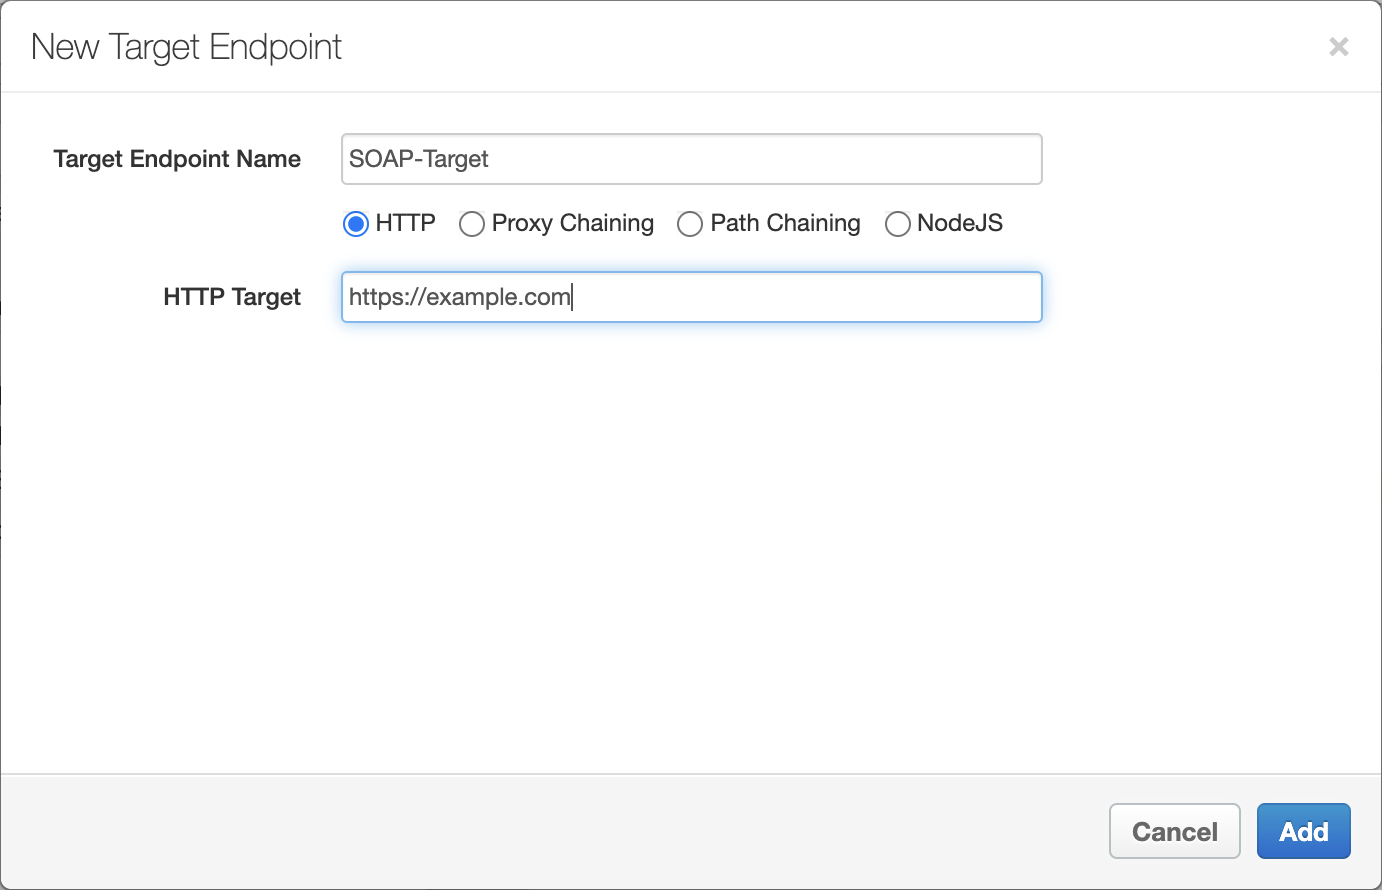 New Target Endpoint
×
Target Endpoint Name SOAP-Target
HTTP Proxy Chaining Path Chaining NodeJS
HTTP Target https://example.com
Cancel Add